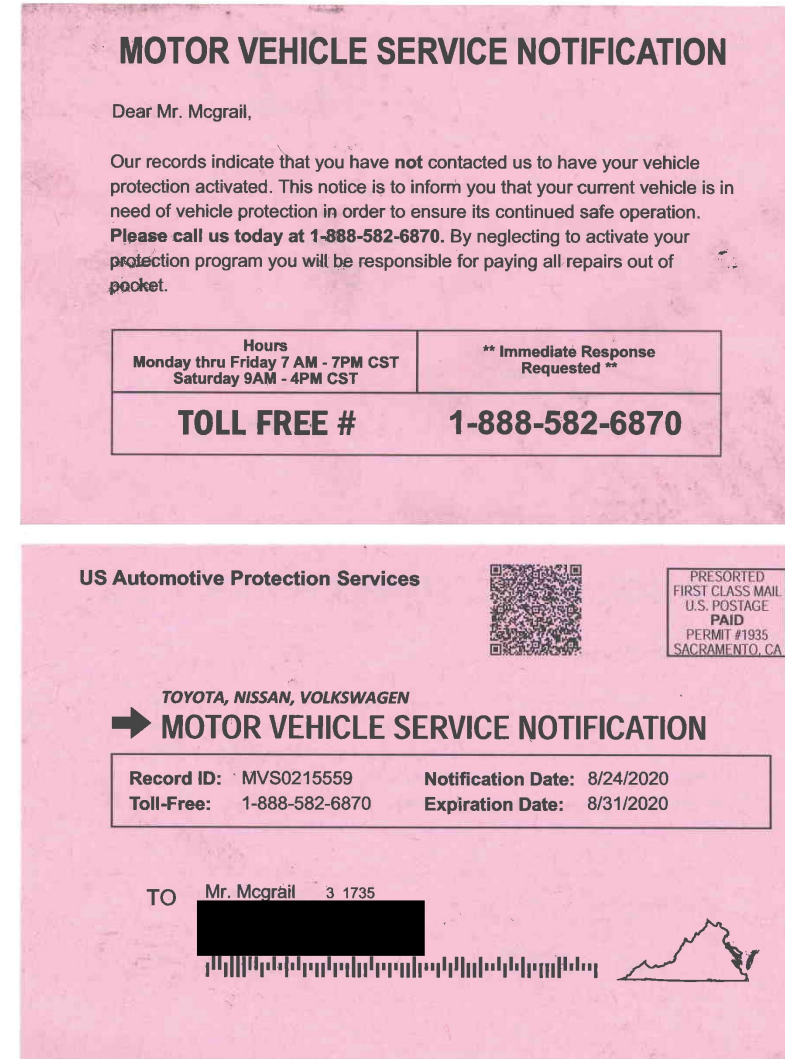 MOTOR VEHICLE SERVICE NOTIFICATION
Dear Mr. Mcgrail,
Our records indicate that you have not contacted us to have your vehicle
protection activated. This notice is to inform you that your current vehicle is in
need of vehicle protection in order to ensure its continued safe operation.
Please call us today at 1-888-582-6870. By neglecting to activate your
protection program you will be responsible for paying all repairs out of
pocket.
Hours
Monday thru Friday 7 AM - 7PM CST
Saturday 9AM - 4PM CST
** Immediate Response
Requested **
TOLL FREE # 1-888-582-6870
US Automotive Protection Services
PRESORTED
FIRST CLASS MAIL
U.S. POSTAGE
PAID
PERMIT #1935
SACRAMENTO, CA
TOYOTA, NISSAN, VOLKSWAGEN
MOTOR VEHICLE SERVICE NOTIFICATION
Record ID: MVS0215559 Notification Date: 8/24/2020
Toll-Free: 1-888-582-6870 Expiration Date: 8/31/2020
TO Mr. Mcgrail 3 1735